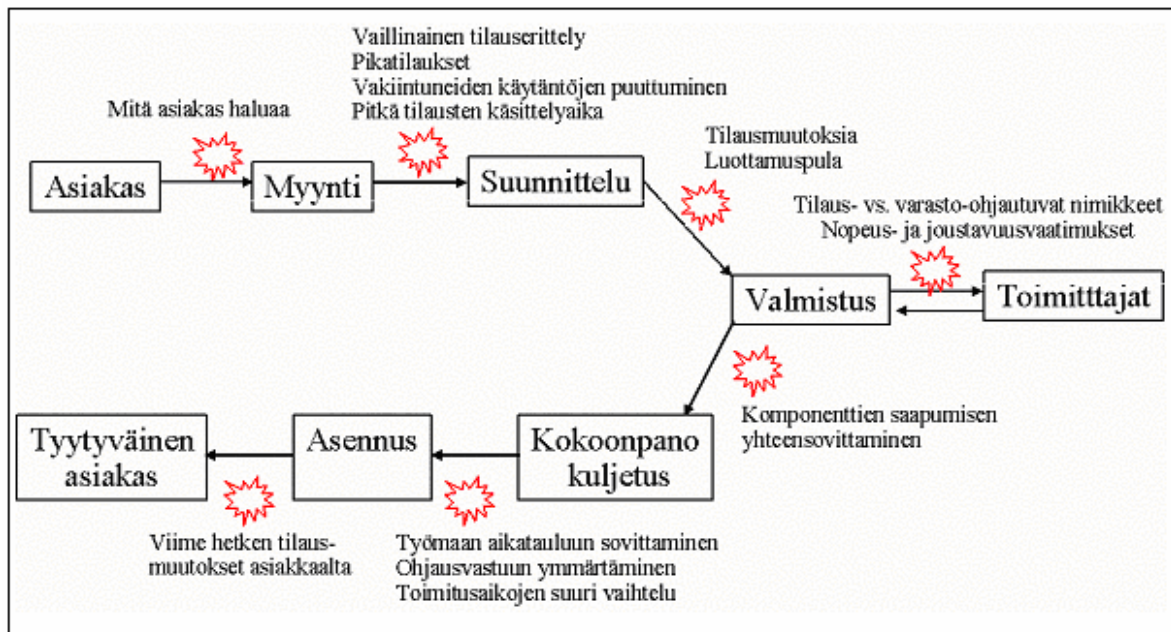 Vaillinainen tilauserittely
Pikatilaukset
Vakiintuneiden käytäntöjen puuttuminen
Pitkä tilausten käsittelyaika
Mitä asiakas haluaa
Tilausmuutoksia
Luottamuspula
Asiakas
Myynti
Suunnittelu
Tilaus- vs. varasto-ohjautuvat nimikkeet
Nopeus- ja joustavuusvaatimukset
Valmistus
Toimitttajat
Komponenttien saapumisen
yhteensovittaminen
Tyytyväinen
asiakas
Asennus
Kokoonpano
kuljetus
Viime hetken tilaus-
muutokset asiakkaalta
Työmaan aikatauluun sovittaminen
Ohjausvastuun ymmärtäminen
Toimitusaikojen suuri vaihtelu